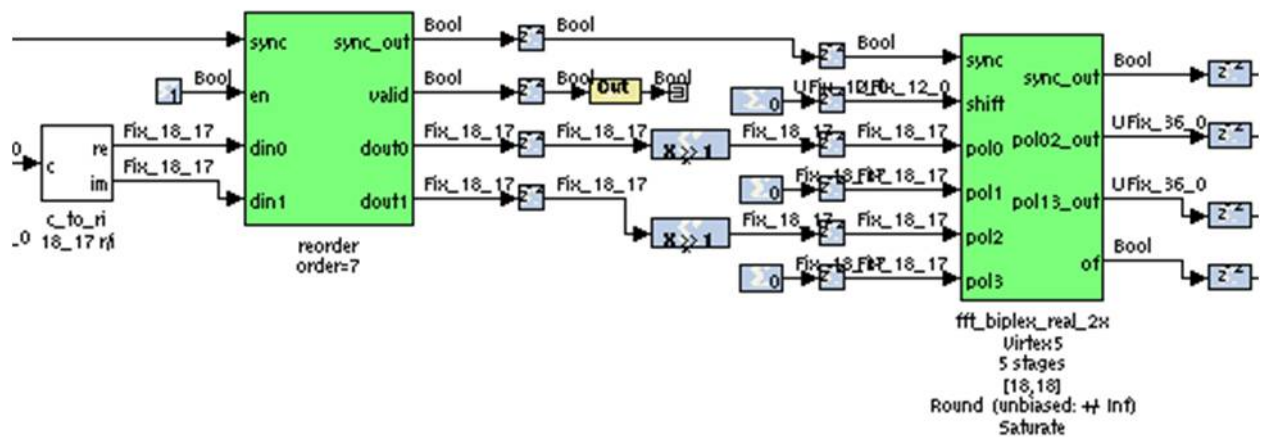 Bool Bool
sync sync_out Bool
Bool Bool Bool Out Bool sync sync_out Bool
1 en valid 0 UFix_12_0 shift
Fix_18_17 Fix_18_17 Fix_18_17 Fix_18_17 UFix_36_0
c re din0 dout0 X >> 1 pol0 pol02_out
Fix_18_17 Fix_18_17 Fix_18_17 Fix_18_17 UFix_36_0
im din1 dout1 0 pol1 pol13_out
c_to_ri Fix_18_17 Bool
_0 18_17 r/i reorder X >> 1 pol2 of
order=7 Fix_18_17
0 pol3
fft_biplex_real_2x
Virtex5
5 stages
[18,18]
Round (unbiased: +/- Inf)
Saturate